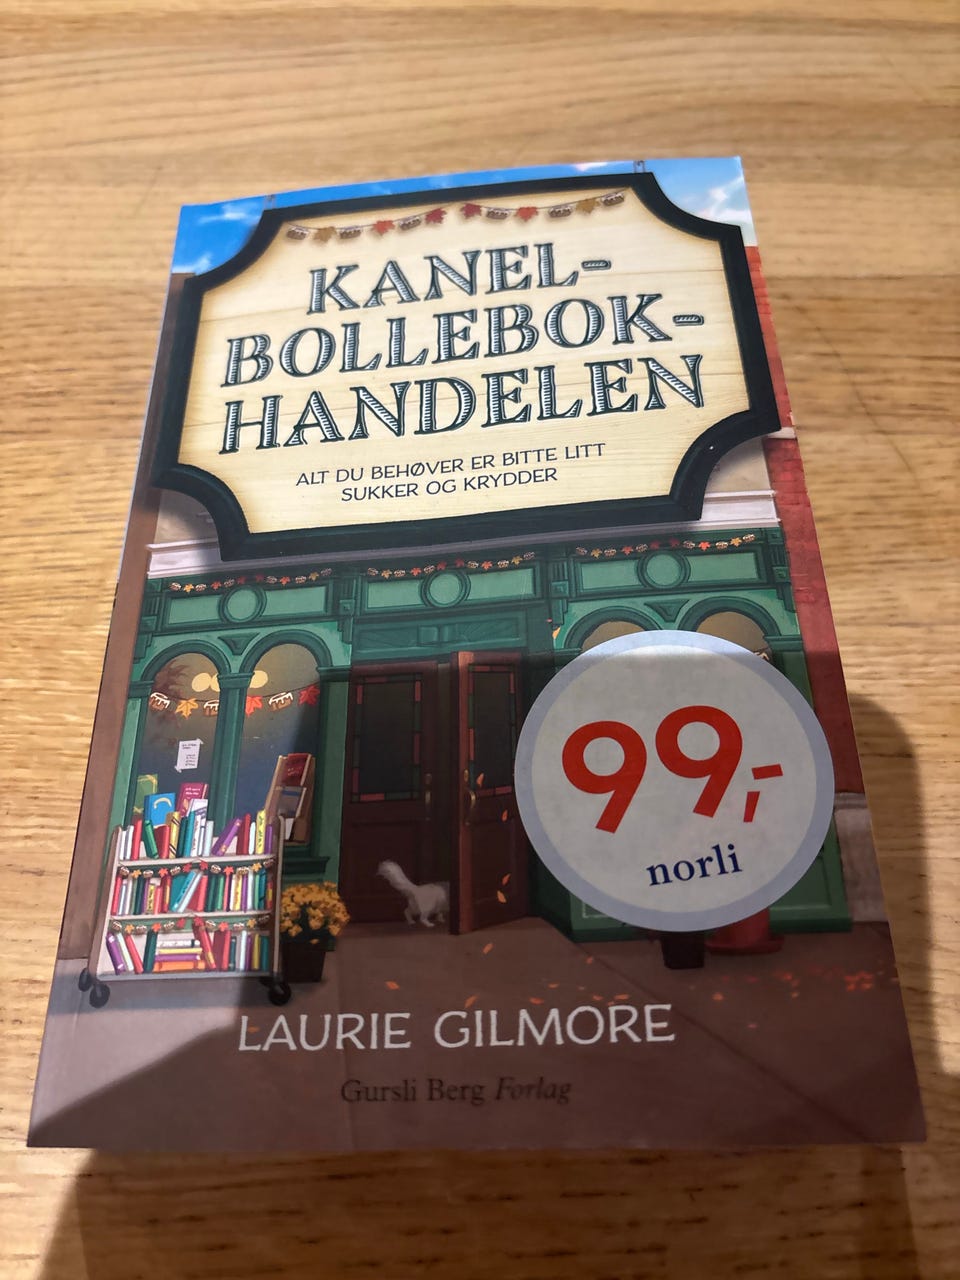 KANEL-
BOLLEBOK-
HANDELEN
ALT DU BEHØVER ER BITTE LITT
SUKKER OG KRYDDER
99,-
norli
LAURIE GILMORE
Gursli Berg Forlag